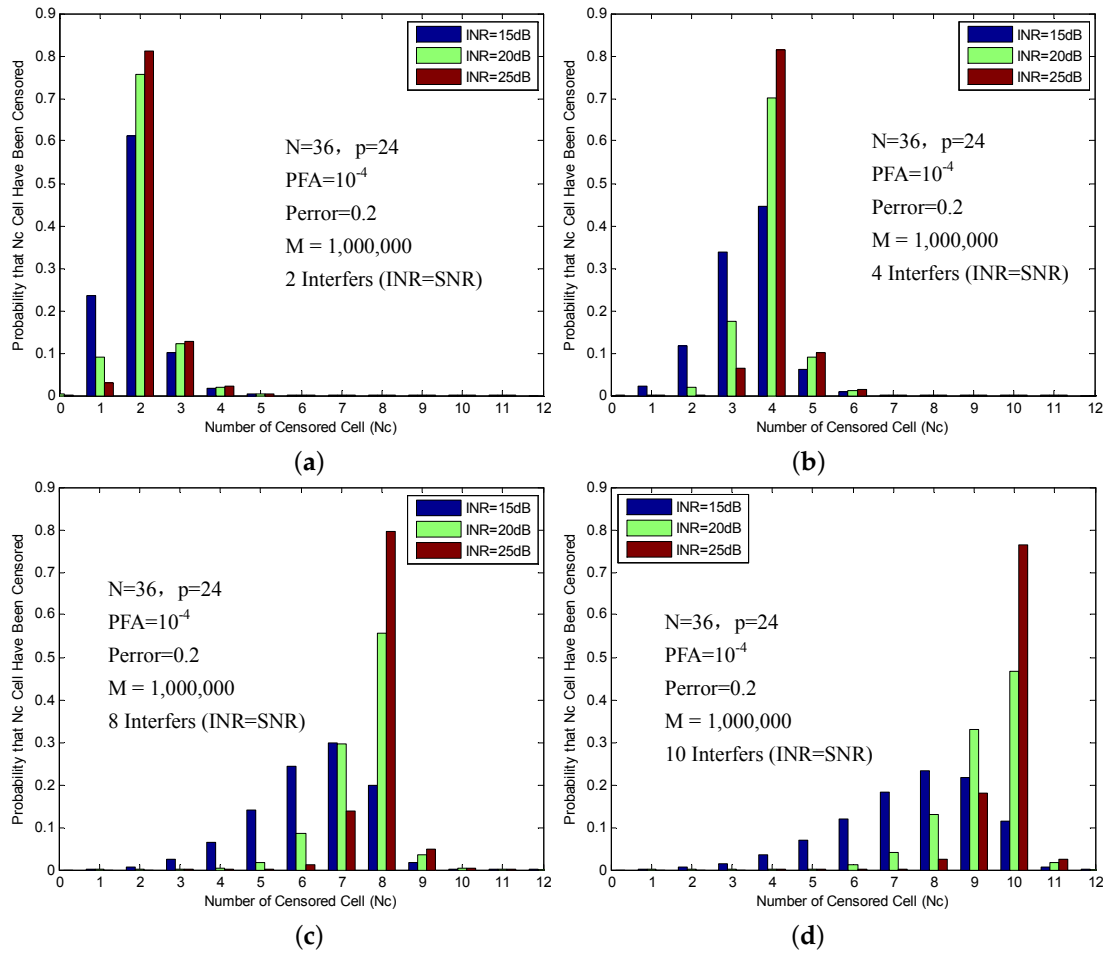 INR=15dB
INR=20dB
INR=25dB
N=36, p=24
PFA=10^-4
Perror=0.2
M = 1,000,000
2 Interfers (INR=SNR)
Probability that Nc Cell Have Been Censored
0.9
0.8
0.7
0.6
0.5
0.4
0.3
0.2
0.1
0
0 1 2 3 4 5 6 7 8 9 10 11 12
Number of Censored Cell (Nc)
(a)
INR=15dB
INR=20dB
INR=25dB
N=36, p=24
PFA=10^-4
Perror=0.2
M = 1,000,000
4 Interfers (INR=SNR)
Probability that Nc Cell Have Been Censored
0.9
0.8
0.7
0.6
0.5
0.4
0.3
0.2
0.1
0
0 1 2 3 4 5 6 7 8 9 10 11 12
Number of Censored Cell (Nc)
(b)
INR=15dB
INR=20dB
INR=25dB
N=36, p=24
PFA=10^-4
Perror=0.2
M = 1,000,000
8 Interfers (INR=SNR)
Probability that Nc Cell Have Been Censored
0.9
0.8
0.7
0.6
0.5
0.4
0.3
0.2
0.1
0
0 1 2 3 4 5 6 7 8 9 10 11 12
Number of Censored Cell (Nc)
(c)
INR=15dB
INR=20dB
INR=25dB
N=36, p=24
PFA=10^-4
Perror=0.2
M = 1,000,000
10 Interfers (INR=SNR)
Probability that Nc Cell Have Been Censored
0.9
0.8
0.7
0.6
0.5
0.4
0.3
0.2
0.1
0
0 1 2 3 4 5 6 7 8 9 10 11 12
Number of Censored Cell (Nc)
(d)